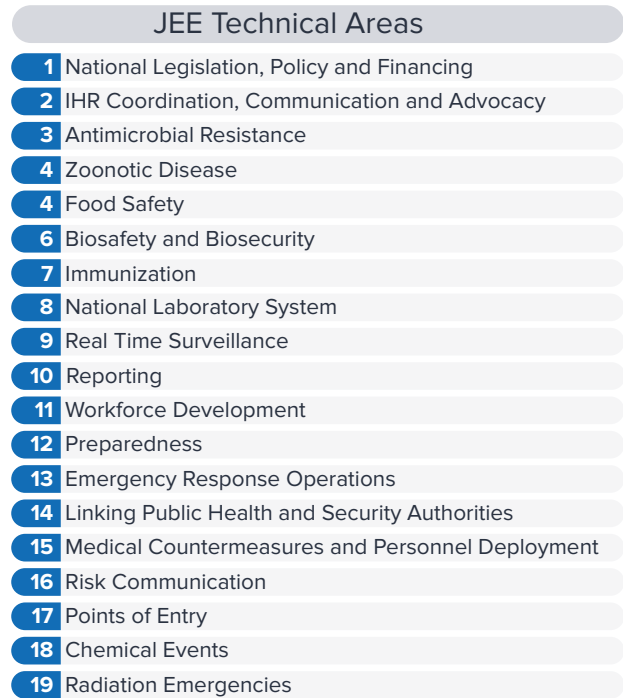 JEE Technical Areas
1 National Legislation, Policy and Financing
2 IHR Coordination, Communication and Advocacy
3 Antimicrobial Resistance
4 Zoonotic Disease
4 Food Safety
6 Biosafety and Biosecurity
7 Immunization
8 National Laboratory System
9 Real Time Surveillance
10 Reporting
11 Workforce Development
12 Preparedness
13 Emergency Response Operations
14 Linking Public Health and Security Authorities
15 Medical Countermeasures and Personnel Deployment
16 Risk Communication
17 Points of Entry
18 Chemical Events
19 Radiation Emergencies